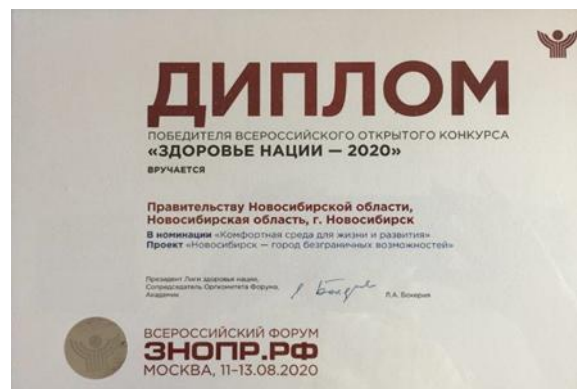 ДИПЛОМ
ПОБЕДИТЕЛЯ ВСЕРОССИЙСКОГО ОТКРЫТОГО КОНКУРСА
«ЗДОРОВЬЕ НАЦИИ — 2020»
ВРУЧАЕТСЯ
Правительству Новосибирской области,
Новосибирская область, г. Новосибирск
В номинации «Комфортная среда для жизни и развития»
Проект «Новосибирск — город безграничных возможностей»
Президент Лиги здоровья нации,
Сопредседатель Оргкомитета Форума,
Академик
Л.А. Бокерия
ВСЕРОССИЙСКИЙ ФОРУМ
ЗНОПР.РФ
МОСКВА, 11–13.08.2020